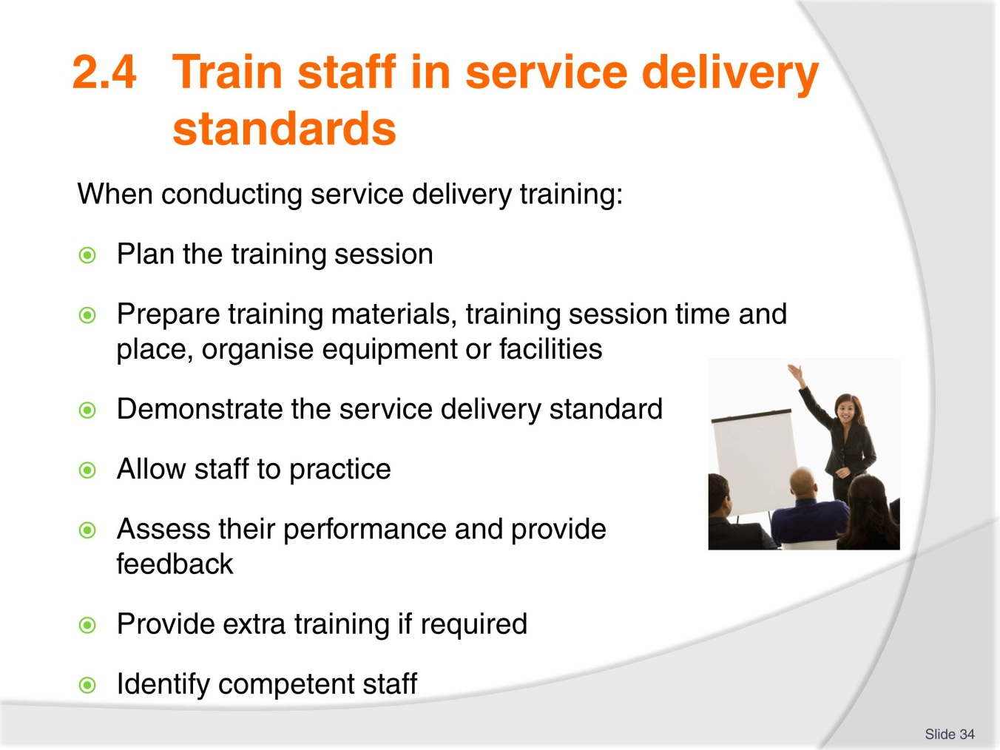 2.4 Train staff in service delivery
standards
When conducting service delivery training:
Plan the training session
Prepare training materials, training session time and
place, organise equipment or facilities
Demonstrate the service delivery standard
Allow staff to practice
Assess their performance and provide
feedback
Provide extra training if required
Identify competent staff
Slide 34